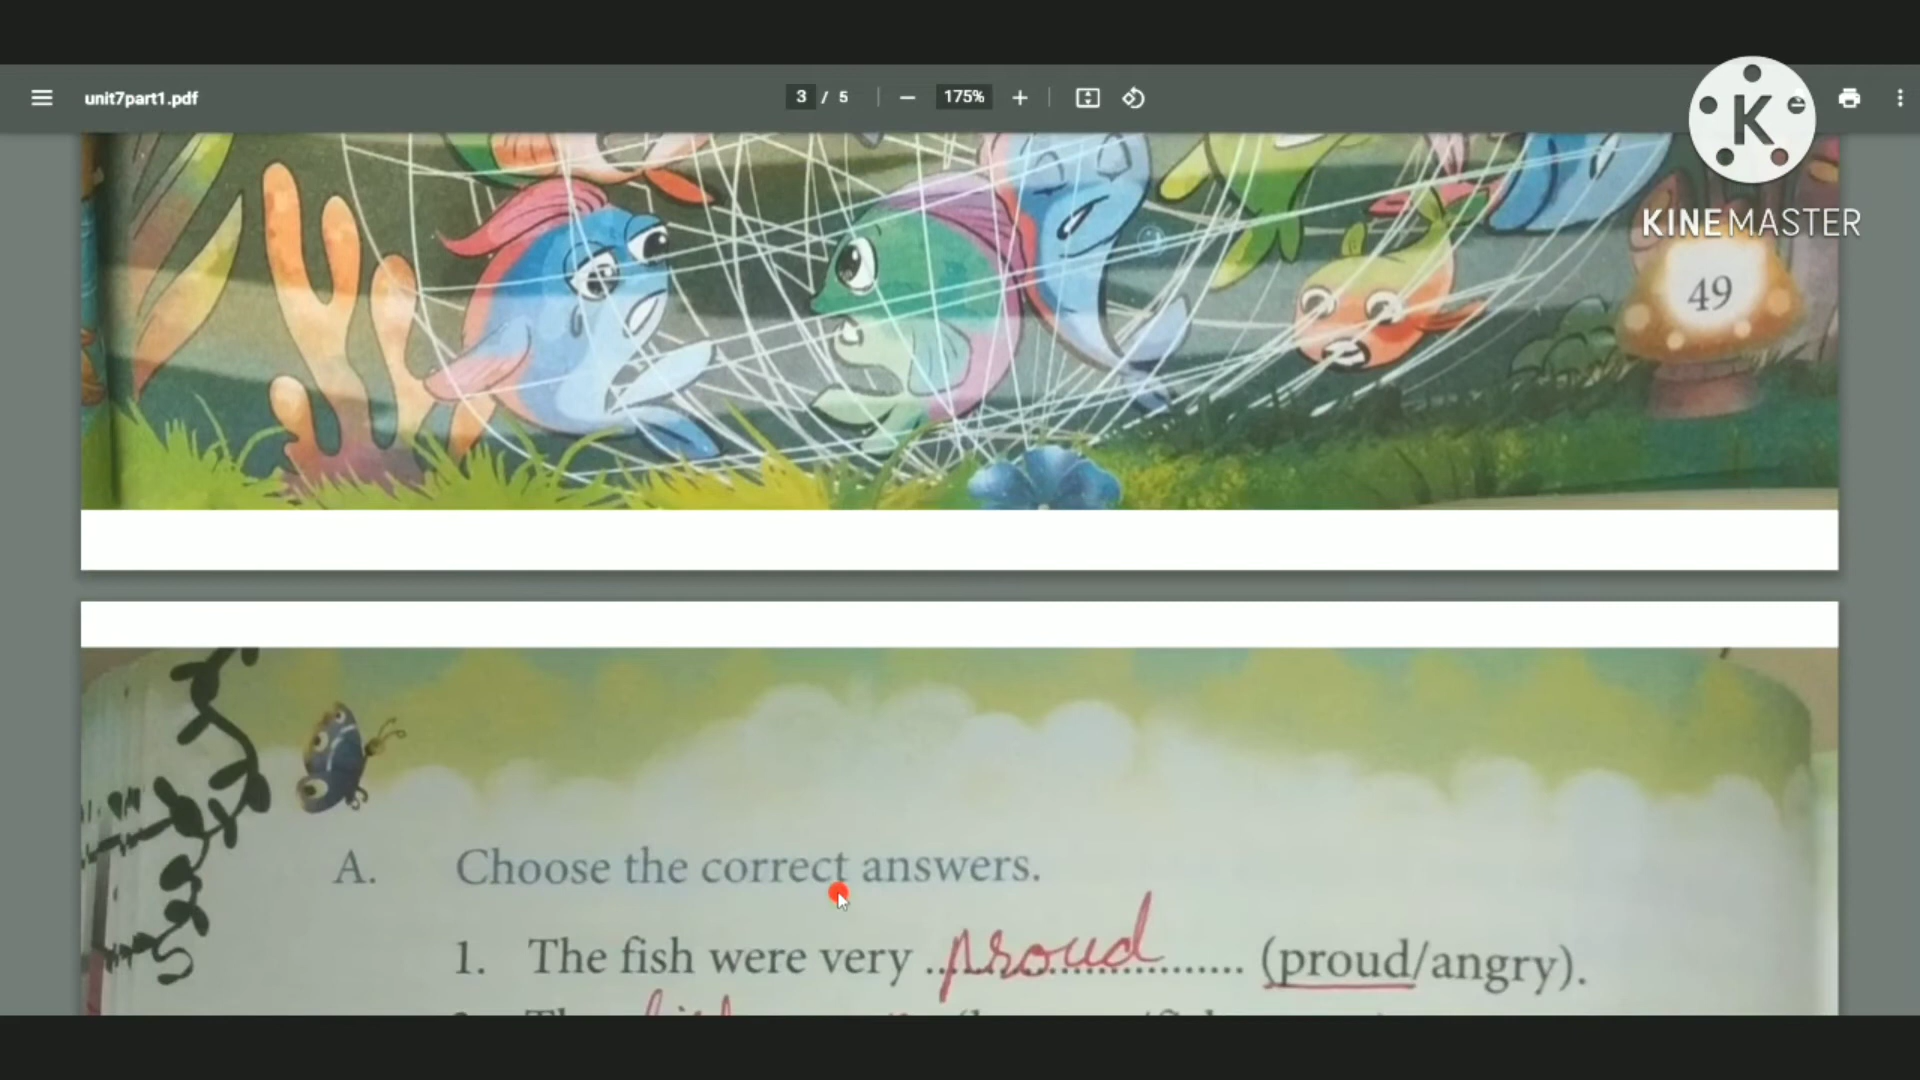 unit7part1.pdf
3 / 5
175%
K
KINEMASTER
49
A. Choose the correct answers.
1. The fish were very proud (proud/angry).